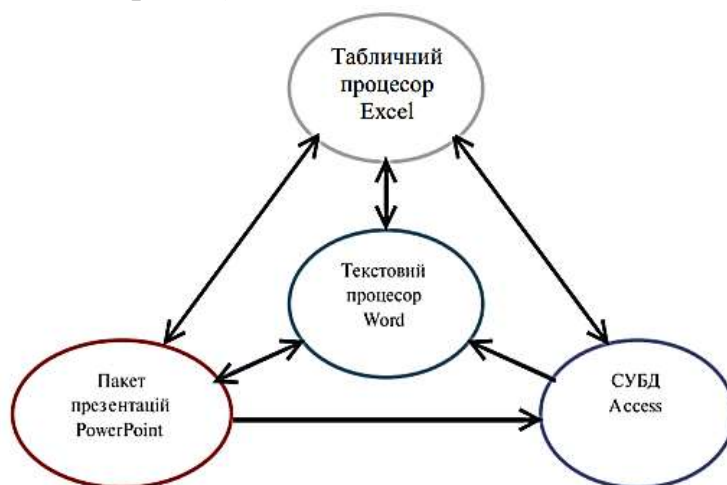 Табличний
процесор
Excel
Текстовий
процесор
Word
Пакет
презентацій
PowerPoint
СУБД
Access